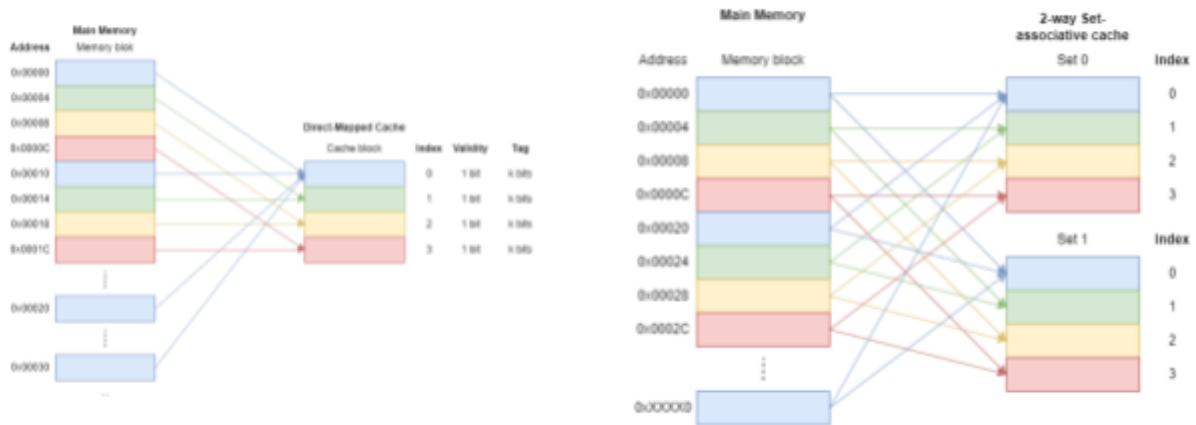 Main Memory
Address Memory blok
0x00000
0x00004
0x00008
0x0000C
0x00010
0x00014
0x00018
0x0001C
0x00020
0x00030
...
Direct-Mapped Cache
Cache block Index Validity Tag
0 1 bit k bits
1 1 bit k bits
2 1 bit k bits
3 1 bit k bits
Main Memory
Address Memory block
0x00000
0x00004
0x00008
0x0000C
0x00020
0x00024
0x00028
0x0002C
0xXXXX0
2-way Set-
associative cache
Set 0 Index
0
1
2
3
Set 1 Index
0
1
2
3